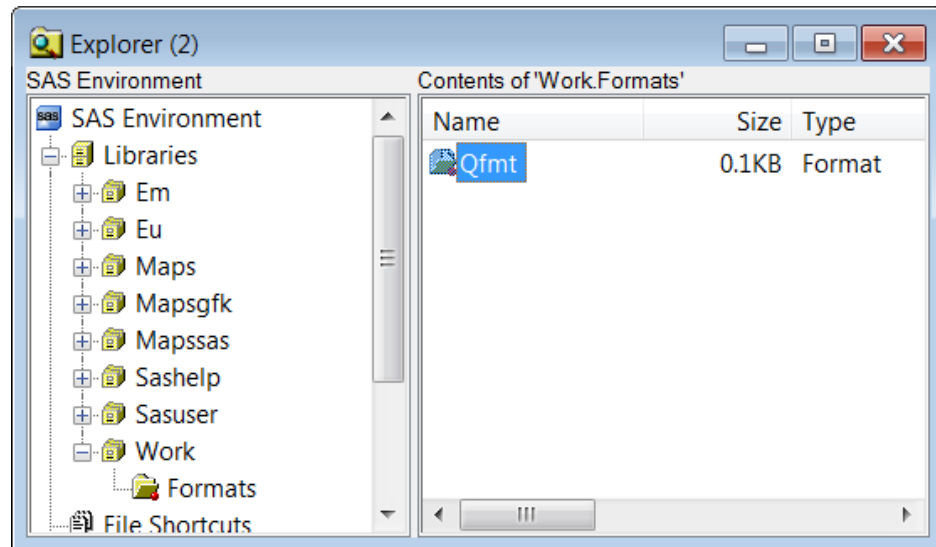 Explorer (2)
SAS Environment
Contents of 'Work.Formats'
sas SAS Environment
Libraries
Em
Eu
Maps
Mapsgfk
Mapssas
Sashelp
Sasuser
Work
Formats
File Shortcuts
Name Size Type
Qfmt 0.1KB Format